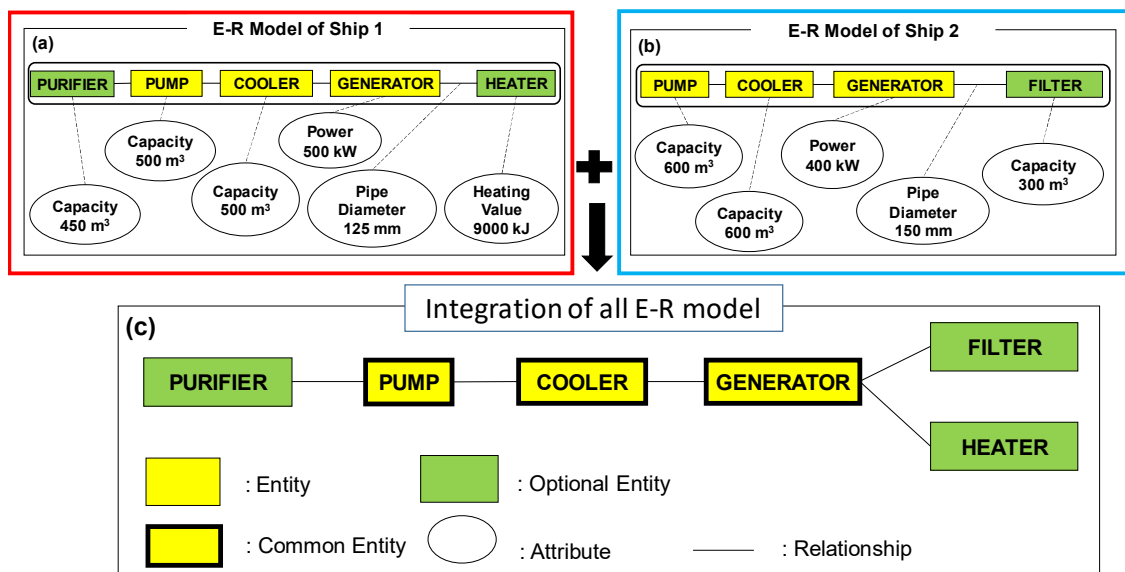 E-R Model of Ship 1
(a)
PURIFIER
PUMP
COOLER
GENERATOR
HEATER
Capacity
450 m³
Capacity
500 m³
Capacity
500 m³
Power
500 kW
Pipe
Diameter
125 mm
Heating
Value
9000 kJ
E-R Model of Ship 2
(b)
PUMP
COOLER
GENERATOR
FILTER
Capacity
600 m³
Capacity
600 m³
Power
400 kW
Pipe
Diameter
150 mm
Capacity
300 m³
Integration of all E-R model
(c)
PURIFIER
PUMP
COOLER
GENERATOR
FILTER
HEATER
: Entity
: Optional Entity
: Common Entity
: Attribute
: Relationship